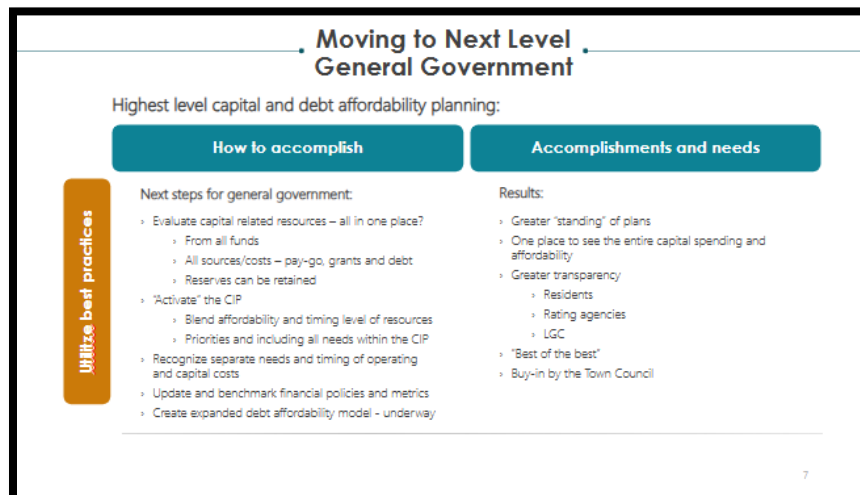 Moving to Next Level
General Government
Highest level capital and debt affordability planning:
How to accomplish
Accomplishments and needs
Utilitze best practices
Next steps for general government:
› Evaluate capital related resources – all in one place?
› From all funds
› All sources/costs – pay-go, grants and debt
› Reserves can be retained
› "Activate" the CIP
› Blend affordability and timing level of resources
› Priorities and including all needs within the CIP
› Recognize separate needs and timing of operating
and capital costs
› Update and benchmark financial policies and metrics
› Create expanded debt affordability model - underway
Results:
› Greater "standing" of plans
› One place to see the entire capital spending and
affordability
› Greater transparency
› Residents
› Rating agencies
› LGC
› "Best of the best"
› Buy-in by the Town Council
7